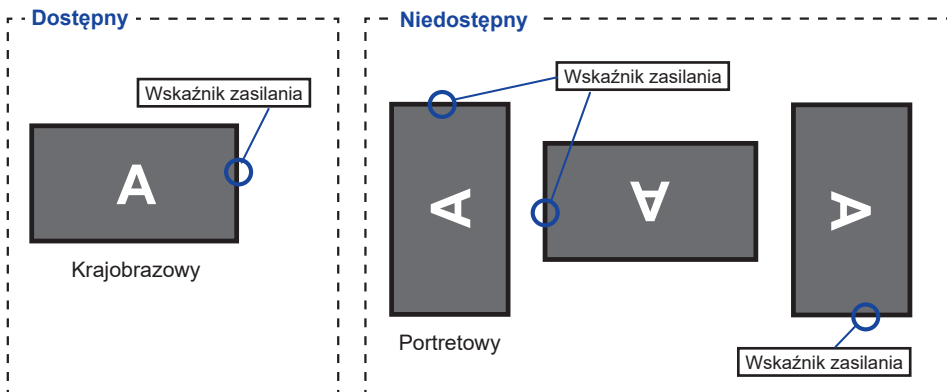 Dostępny
Wskaźnik zasilania
A
Krajobrazowy
Niedostępny
Wskaźnik zasilania
A
A
A
Portretowy
Wskaźnik zasilania